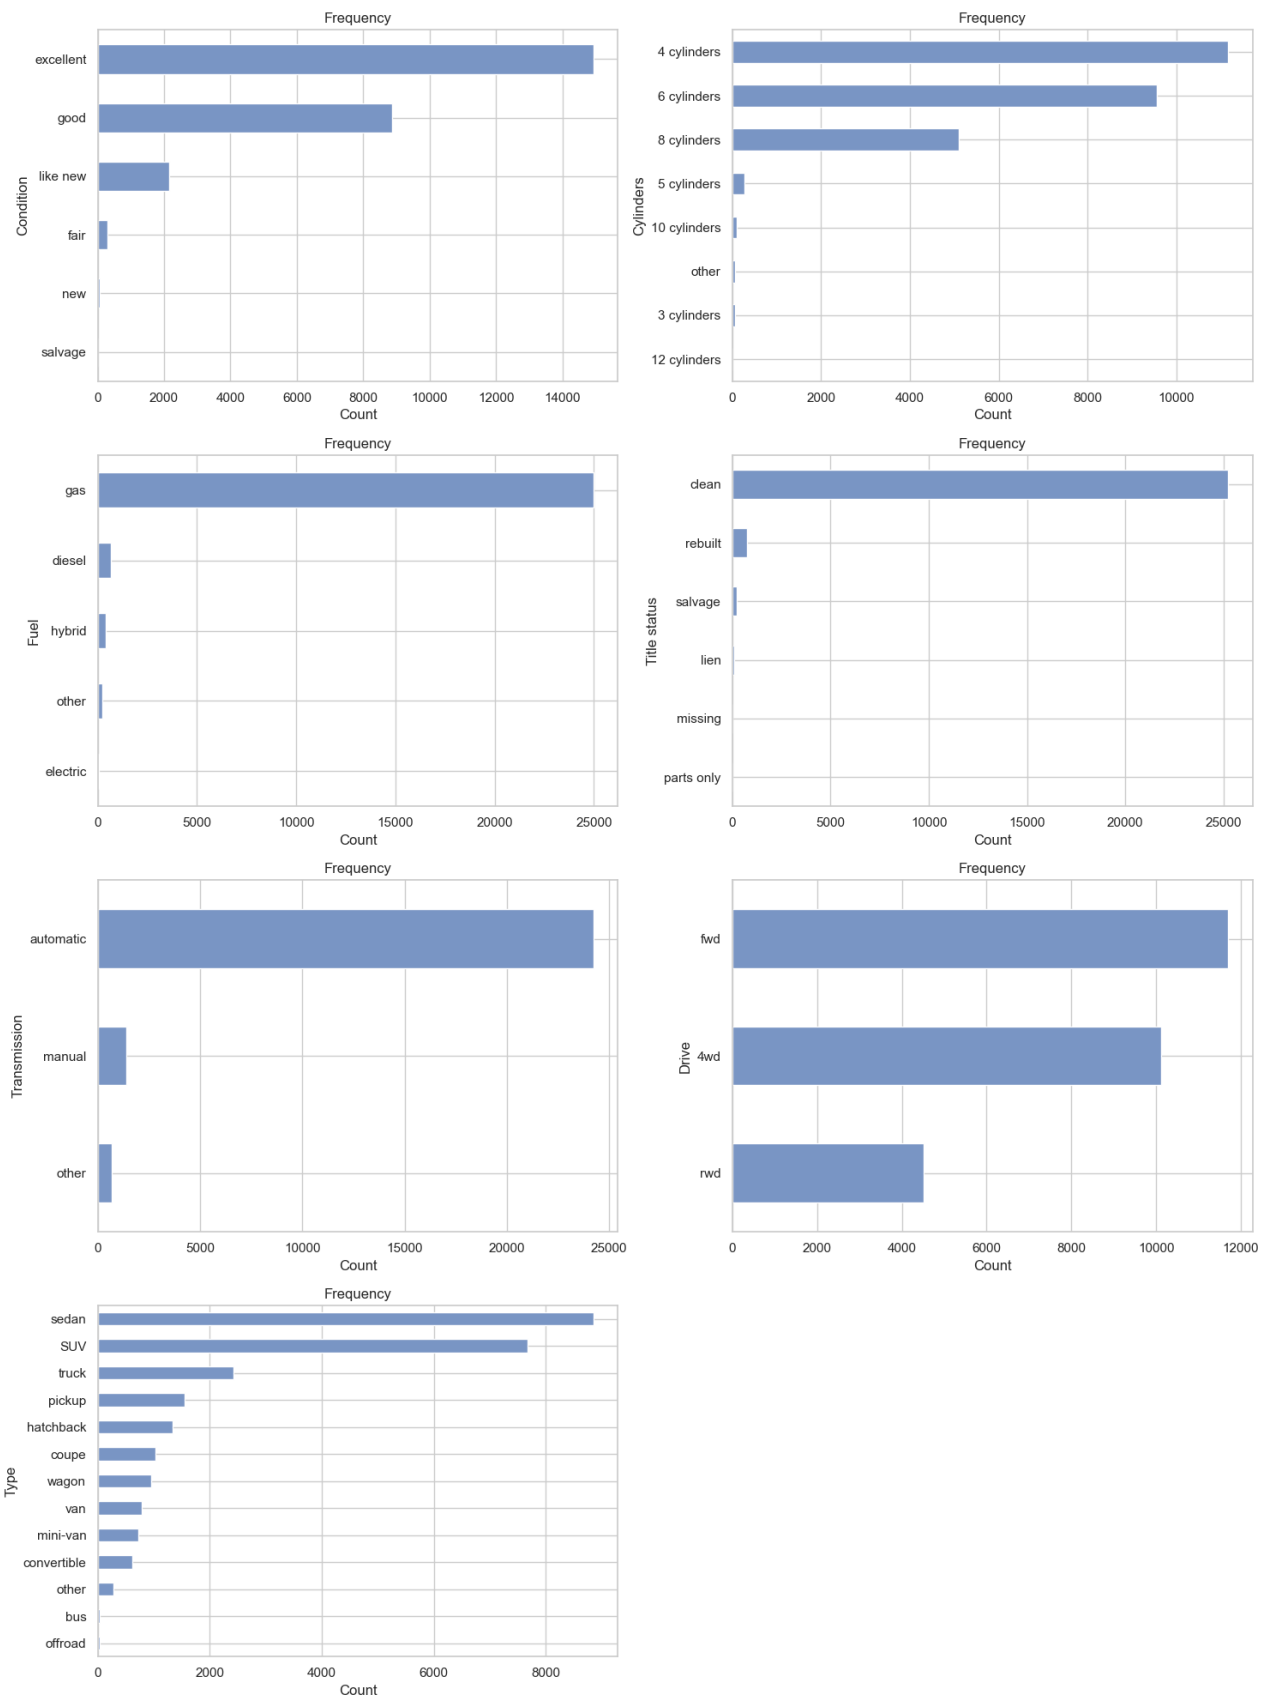 Frequency
Condition
excellent
good
like new
fair
new
salvage
0 2000 4000 6000 8000 10000 12000 14000
Count
Frequency
Cylinders
4 cylinders
6 cylinders
8 cylinders
5 cylinders
10 cylinders
other
3 cylinders
12 cylinders
0 2000 4000 6000 8000 10000
Count
Frequency
Fuel
gas
diesel
hybrid
other
electric
0 5000 10000 15000 20000 25000
Count
Frequency
Title status
clean
rebuilt
salvage
lien
missing
parts only
0 5000 10000 15000 20000 25000
Count
Frequency
Transmission
automatic
manual
other
0 5000 10000 15000 20000 25000
Count
Frequency
Drive
fwd
4wd
rwd
0 2000 4000 6000 8000 10000 12000
Count
Frequency
Type
sedan
SUV
truck
pickup
hatchback
coupe
wagon
van
mini-van
convertible
other
bus
offroad
0 2000 4000 6000 8000
Count